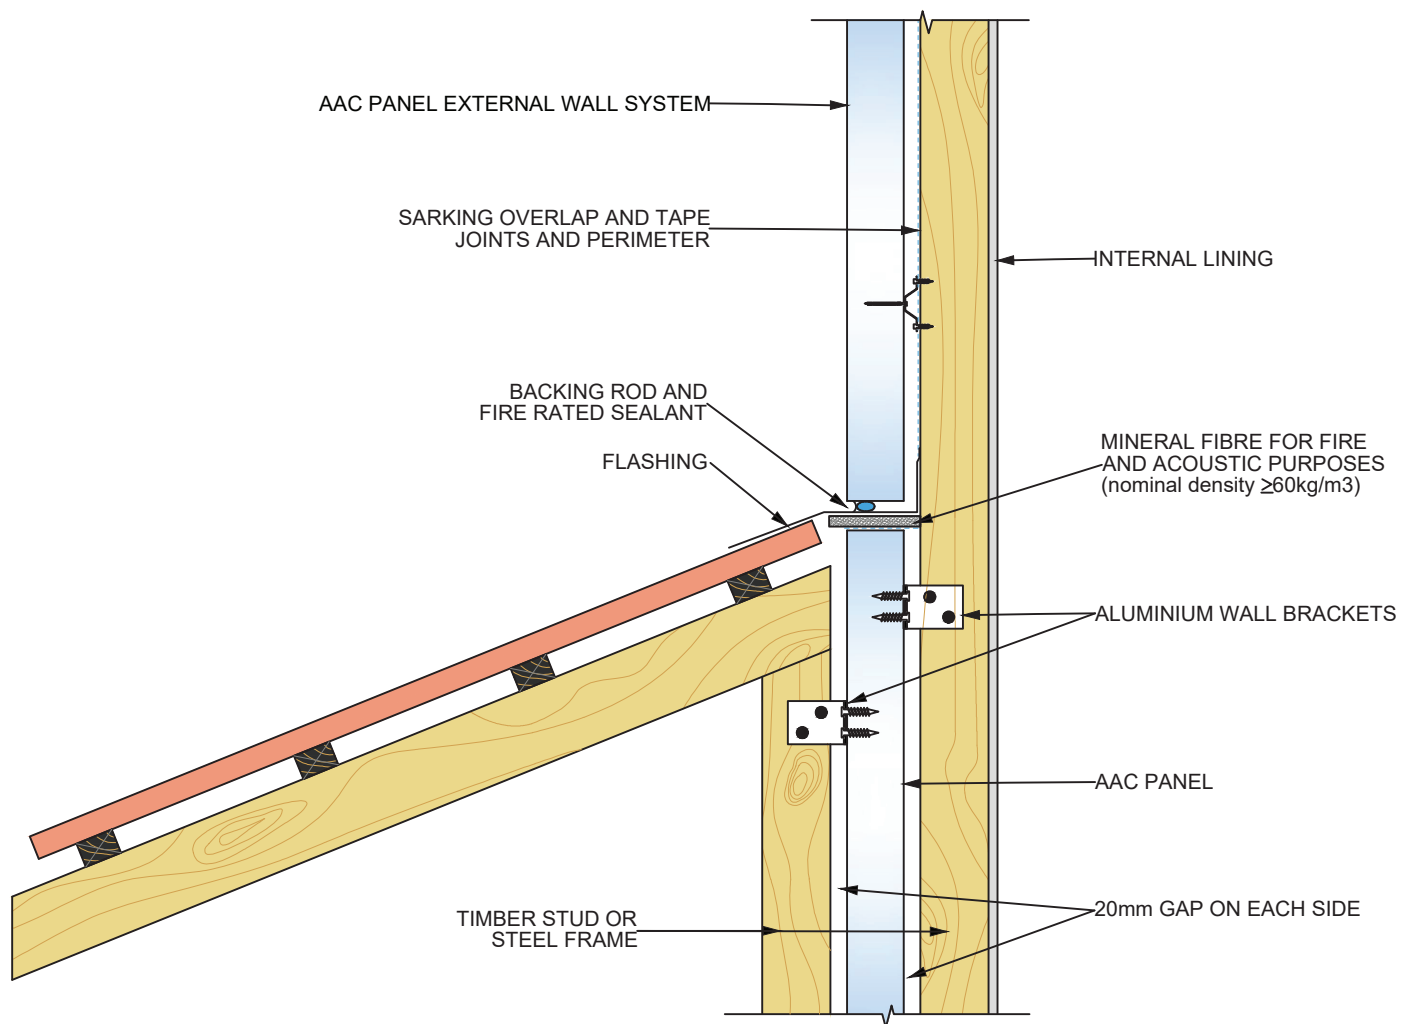 AAC PANEL EXTERNAL WALL SYSTEM
SARKING OVERLAP AND TAPE
JOINTS AND PERIMETER
INTERNAL LINING
BACKING ROD AND
FIRE RATED SEALANT
FLASHING
MINERAL FIBRE FOR FIRE
AND ACOUSTIC PURPOSES
(nominal density ≥60kg/m3)
ALUMINIUM WALL BRACKETS
AAC PANEL
20mm GAP ON EACH SIDE
TIMBER STUD OR
STEEL FRAME